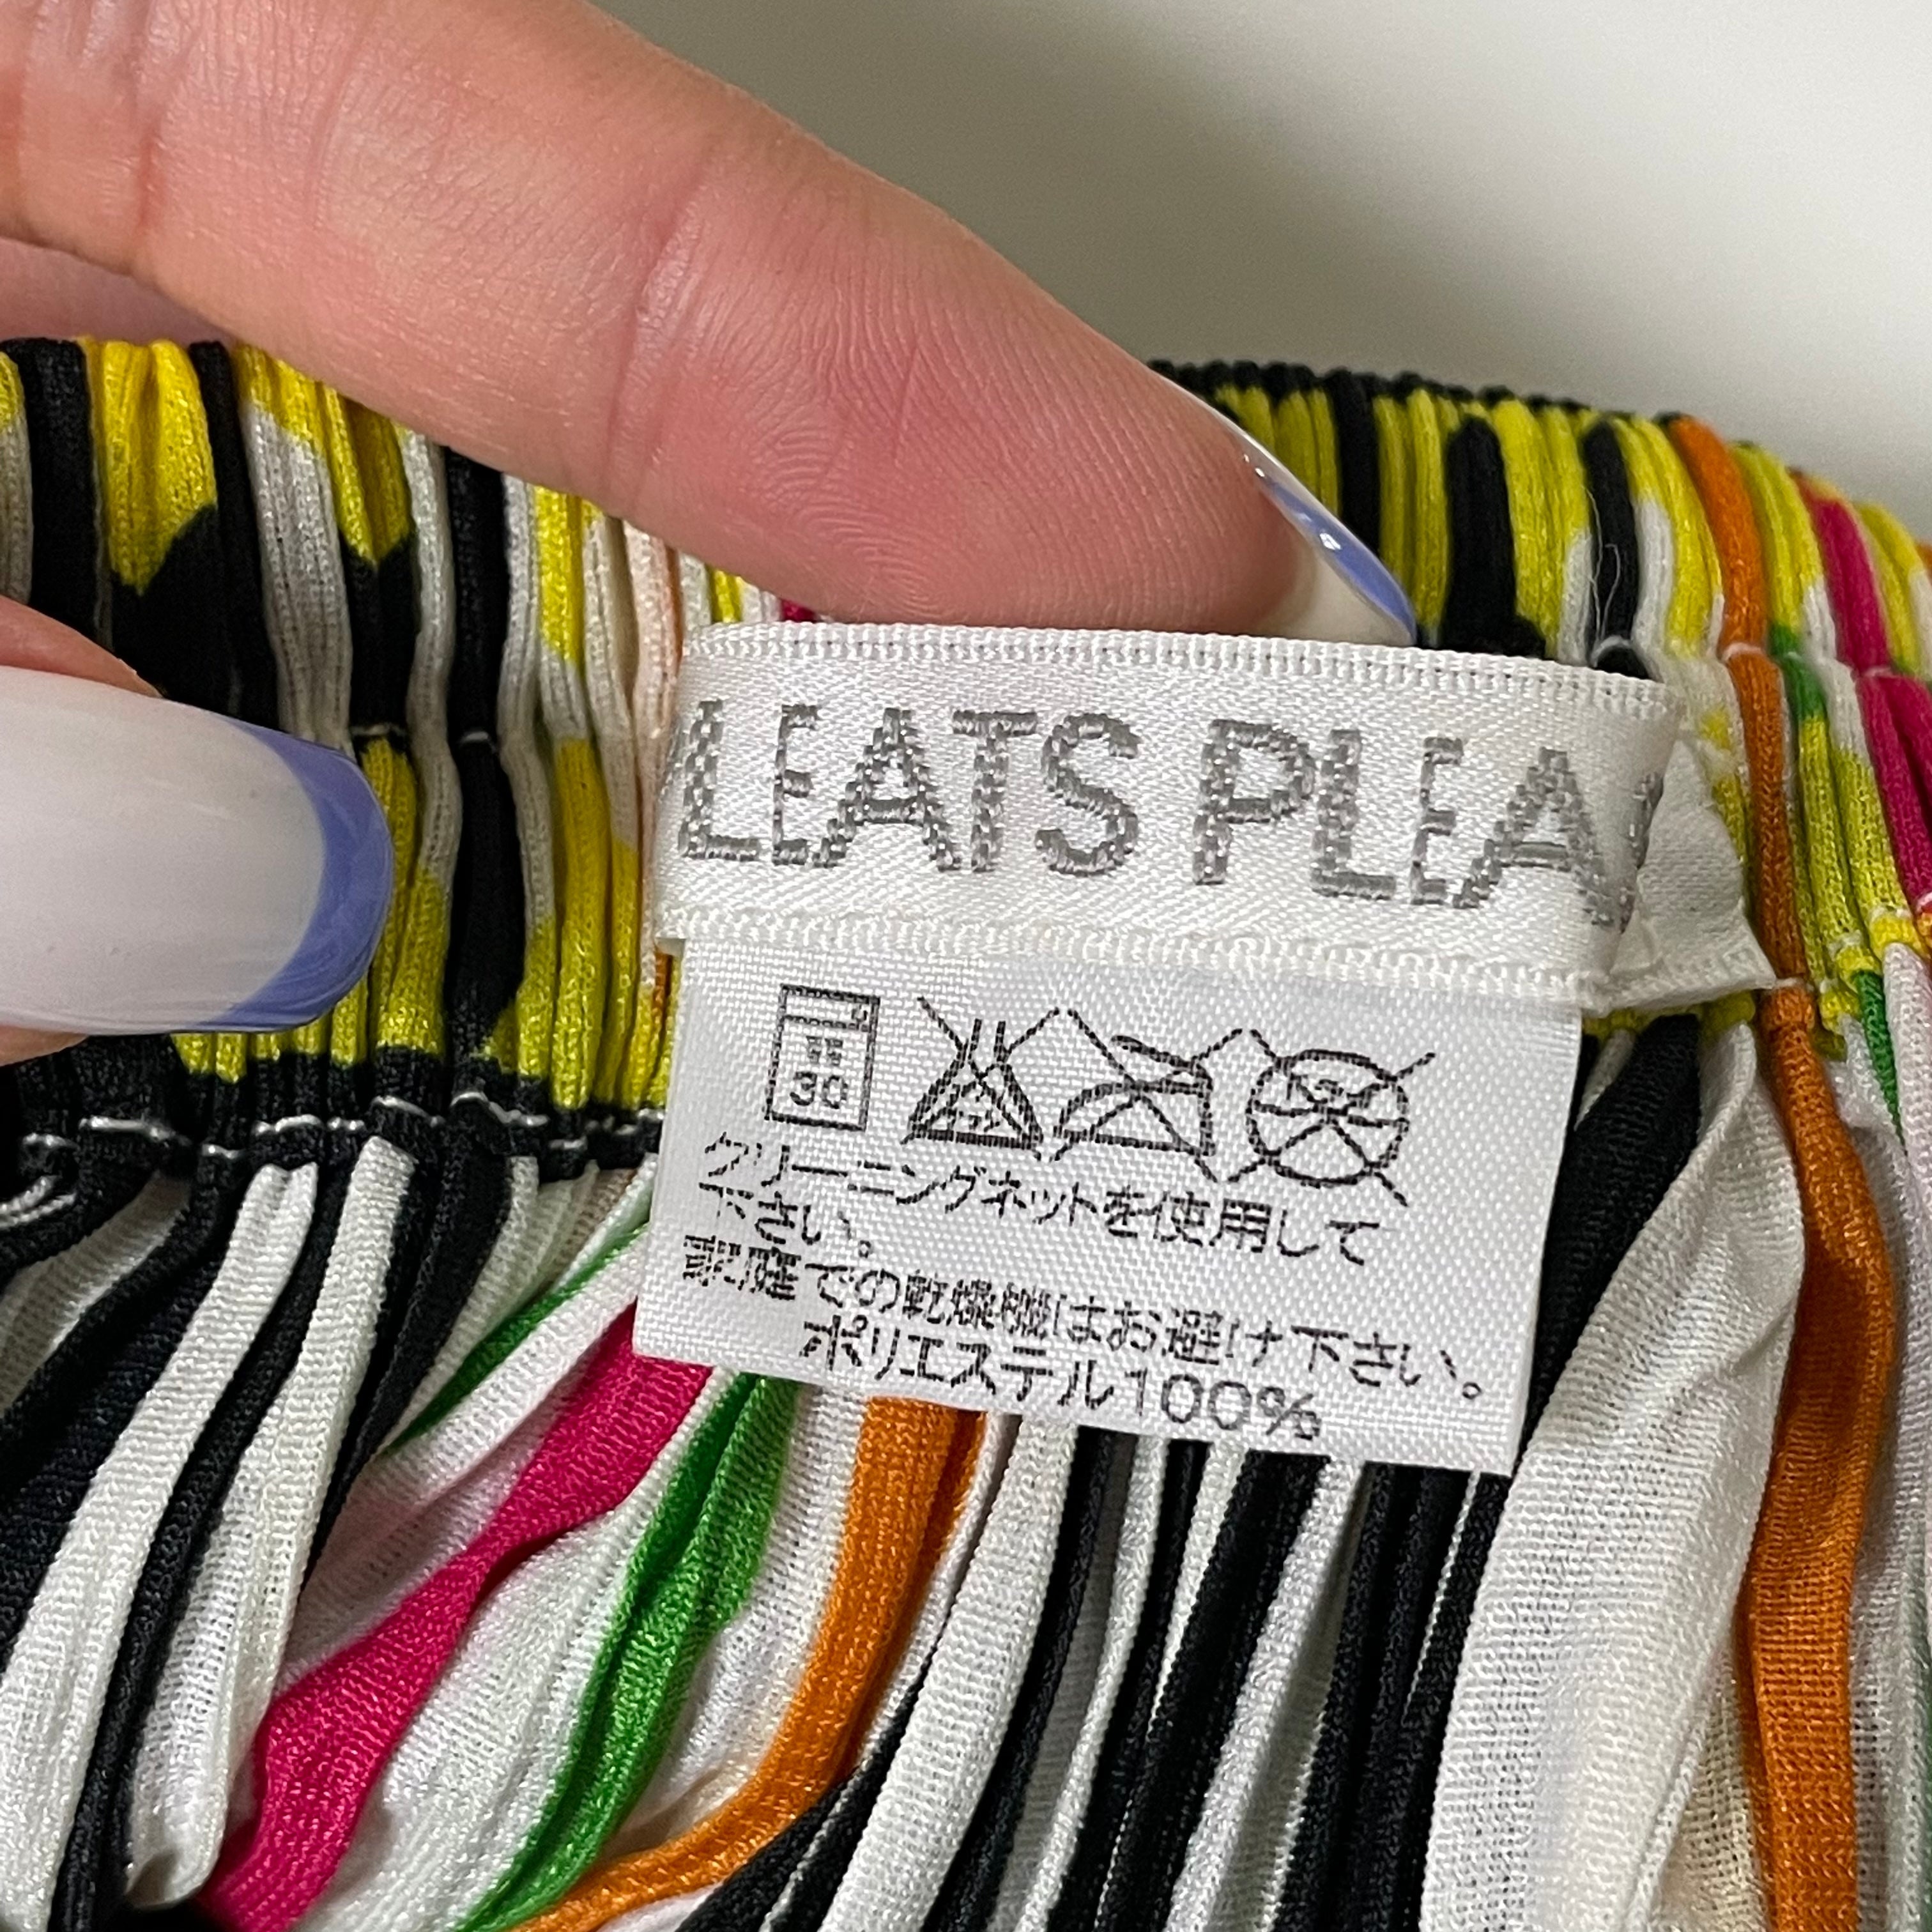 LEATS PLEA
弱
30
クリーニングネットを使用して
下さい。
家庭での乾燥機はお避け下さい。
ポリエステル100%